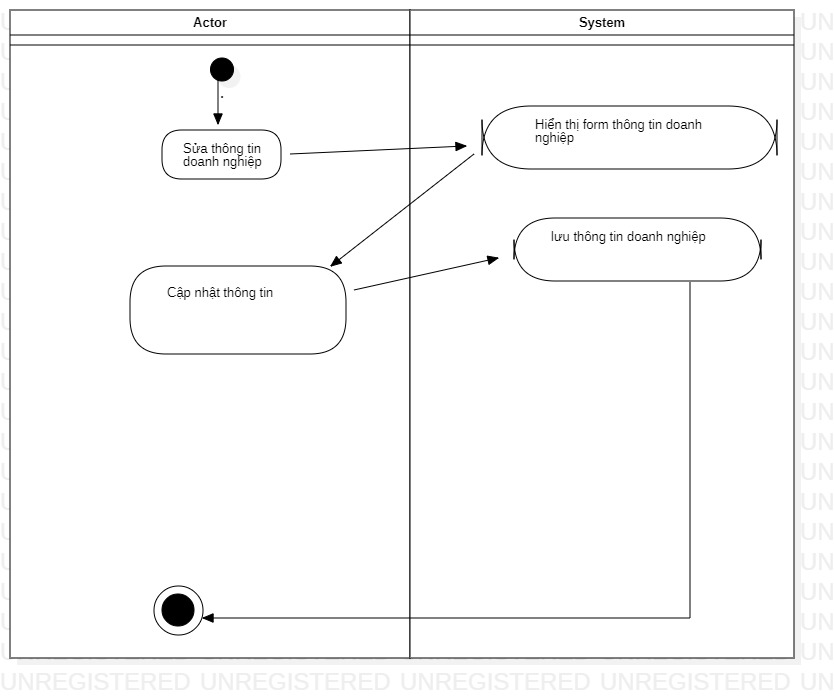 Actor
System
Sửa thông tin
doanh nghiệp
Hiển thị form thông tin doanh
nghiệp
lưu thông tin doanh nghiệp
Cập nhật thông tin
UNREGISTERED UNREGISTERED UNREGISTERED UNREGISTERED UN